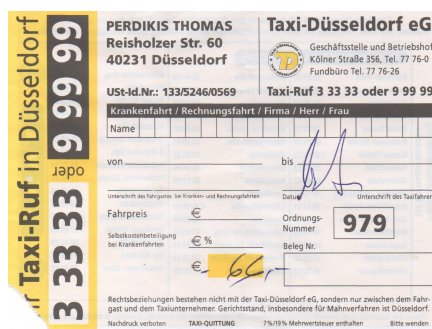 Taxi-Ruf in Düsseldorf
3 33 33 oder 9 99 99
PERDIKIS THOMAS
Reisholzer Str. 60
40231 Düsseldorf
USt-Id.Nr.: 133/5246/0569
Taxi-Düsseldorf eG
Geschäftsstelle und Betriebshof
Kölner Straße 356, Tel. 77 76-0
Fundbüro Tel. 77 76-26
Taxi-Ruf 3 33 33 oder 9 99 99
Krankenfahrt / Rechnungsfahrt / Firma / Herr / Frau
Name
von bis
Unterschrift des Fahrgastes bei Kranken- und Rechnungsfahrten
Datum Unterschrift des Taxifahrer
Fahrpreis €
Selbstkostenbeteiligung
bei Krankenfahrten € %
€ - 66,-
Ordnungs-
Nummer 979
Beleg Nr.
Rechtsbeziehungen bestehen nicht mit der Taxi-Düsseldorf eG, sondern nur zwischen dem Fahr-
gast und dem Taxiunternehmer. Gerichtsstand, insbesondere für Mahnverfahren ist Düsseldorf.
Nachdruck verboten TAXI-QUITTUNG 7%/19% Mehrwertsteuer enthalten Bitte wenden